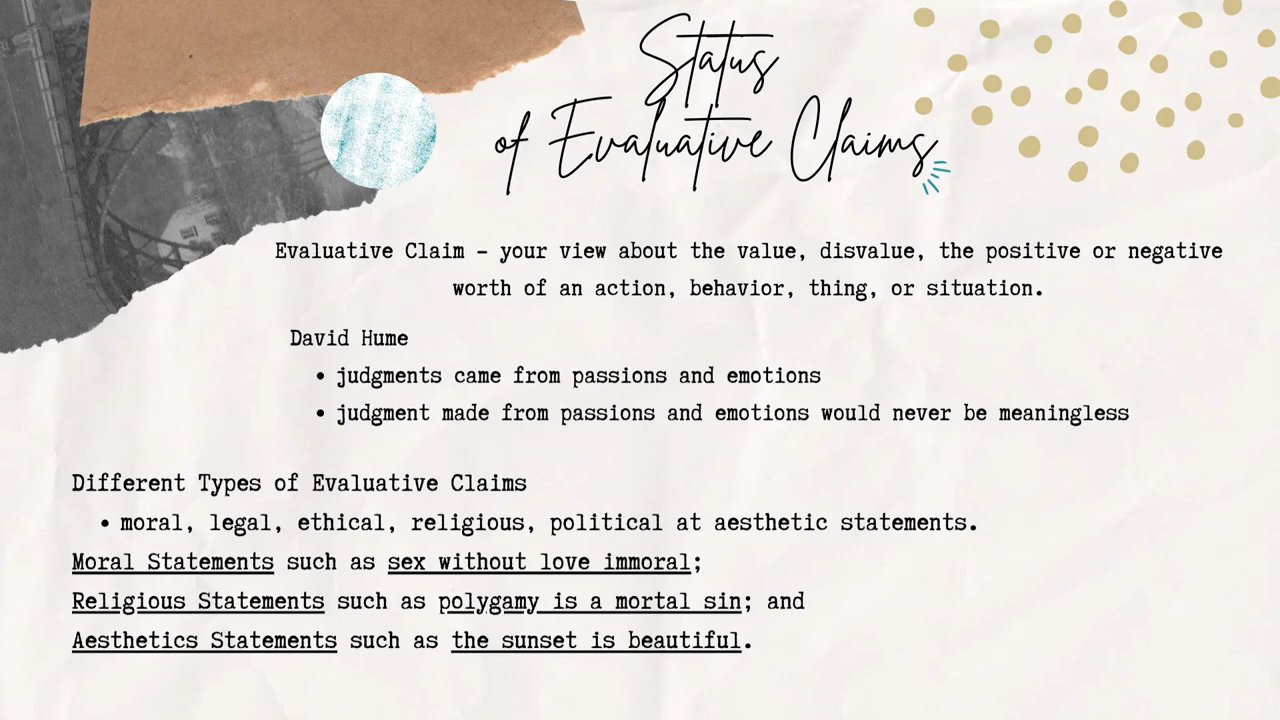 Status
of Evaluative Claims
Evaluative Claim - your view about the value, disvalue, the positive or negative
worth of an action, behavior, thing, or situation.
David Hume
• judgments came from passions and emotions
• judgment made from passions and emotions would never be meaningless
Different Types of Evaluative Claims
• moral, legal, ethical, religious, political at aesthetic statements.
Moral Statements such as sex without love immoral;
Religious Statements such as polygamy is a mortal sin; and
Aesthetics Statements such as the sunset is beautiful.